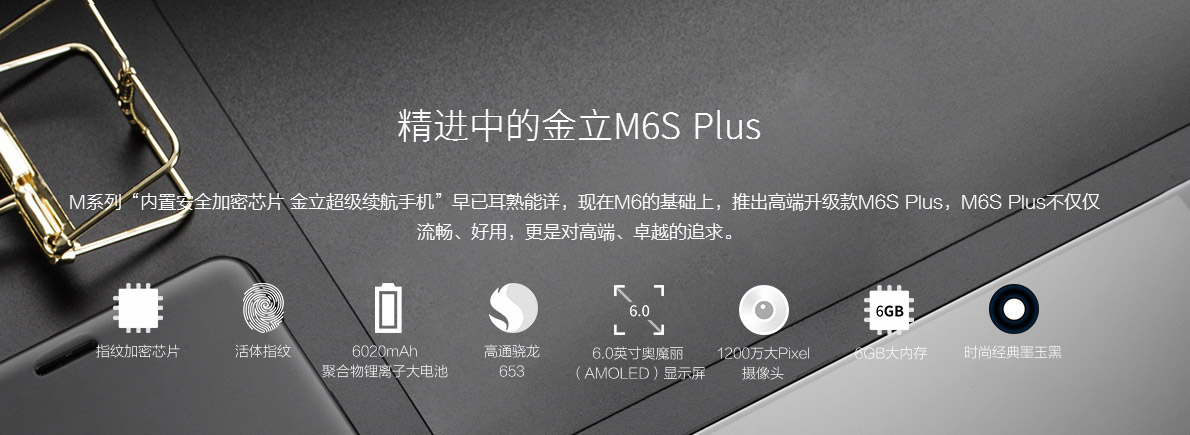 精进中的金立M6S Plus
M系列“内置安全加密芯片 金立超级续航手机”早已耳熟能详，现在M6的基础上，推出高端升级款M6S Plus，M6S Plus不仅仅
流畅、好用，更是对高端、卓越的追求。
6.0
6GB
指纹加密芯片
活体指纹
6020mAh
聚合物锂离子大电池
高通骁龙
653
6.0英寸奥魔丽
（AMOLED）显示屏
1200万大Pixel
摄像头
6GB大内存
时尚经典墨玉黑